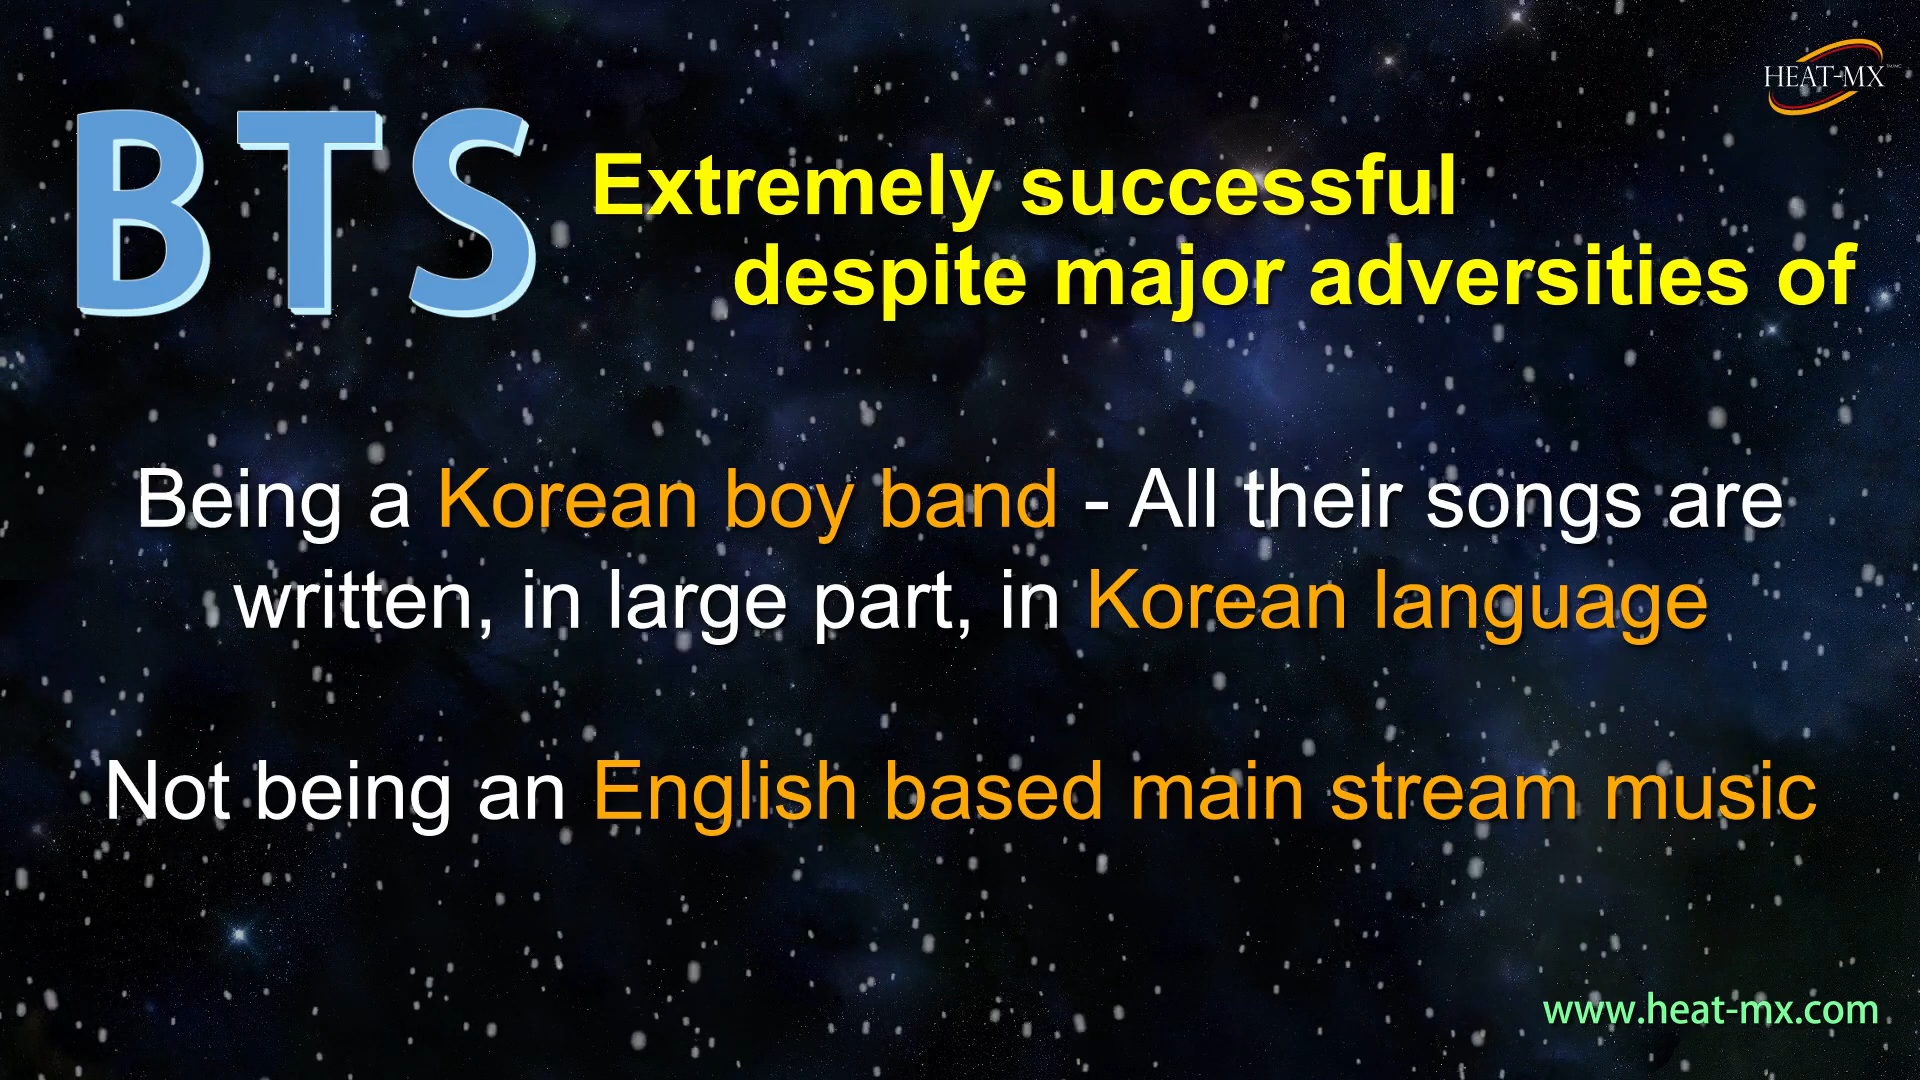 HEAT-MX
BTS
Extremely successful
despite major adversities of
Being a Korean boy band - All their songs are
written, in large part, in Korean language
Not being an English based main stream music
www.heat-mx.com